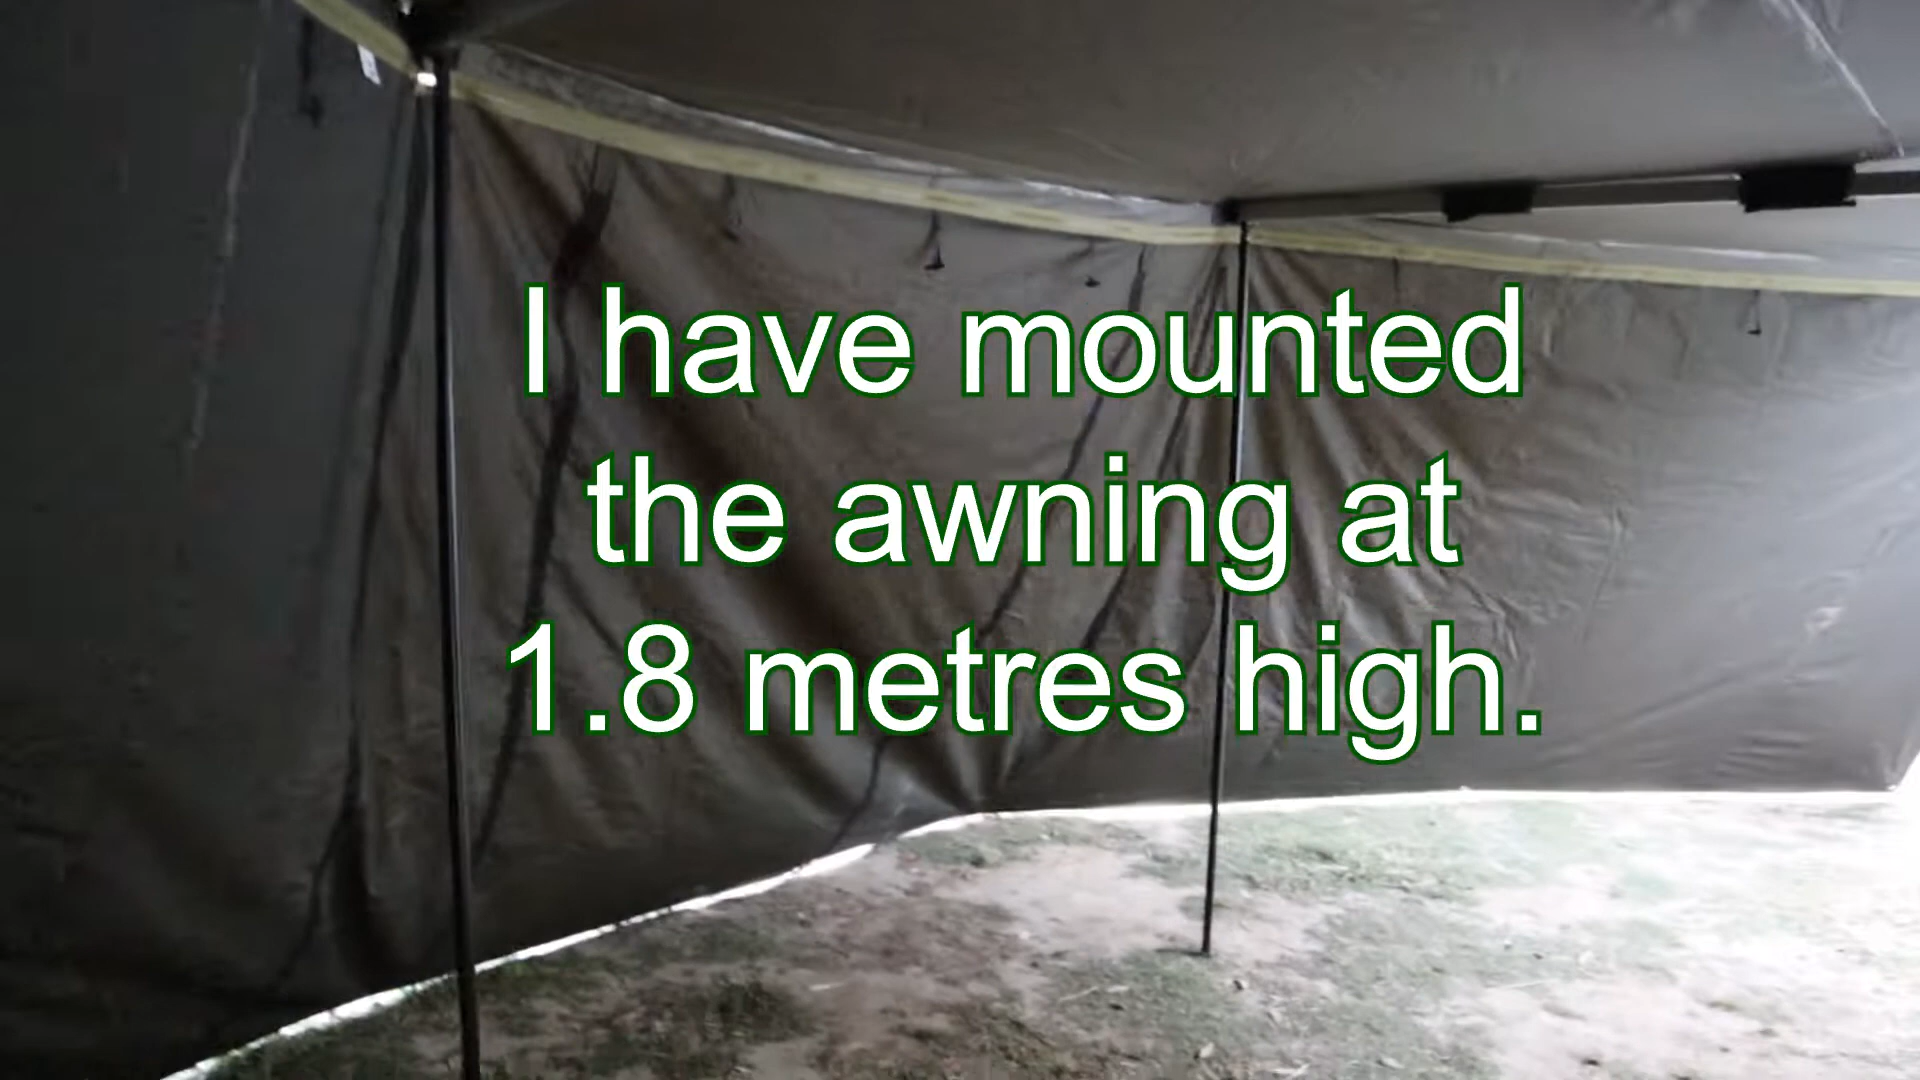 I have mounted
the awning at
1.8 metres high.